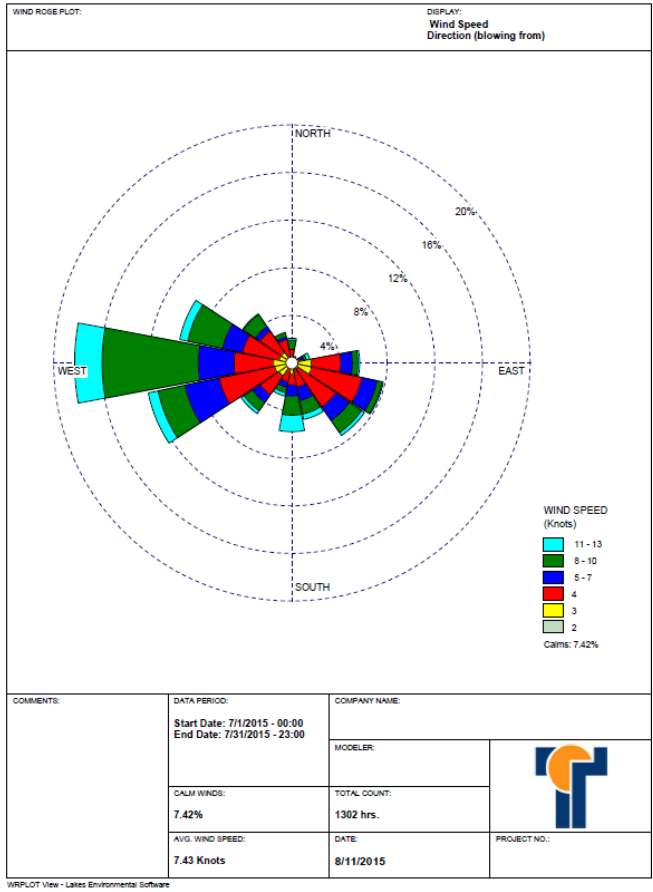 WIND ROSE PLOT:
DISPLAY:
Wind Speed
Direction (blowing from)
NORTH
20%
16%
12%
8%
4%
WEST
EAST
SOUTH
WIND SPEED
(Knots)
11 - 13
8 - 10
5 - 7
4
3
2
Calms: 7.42%
COMMENTS:
DATA PERIOD:
Start Date: 7/1/2015 - 00:00
End Date: 7/31/2015 - 23:00
COMPANY NAME:
MODELER:
CALM WINDS:
7.42%
TOTAL COUNT:
1302 hrs.
AVG. WIND SPEED:
7.43 Knots
DATE:
8/11/2015
PROJECT NO.:
WRPLOT View - Lakes Environmental Software